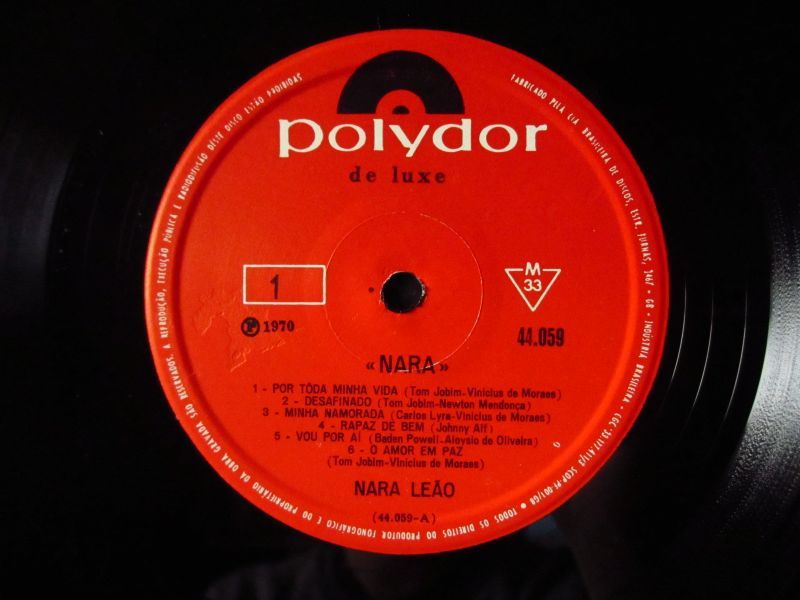 polydor
de luxe
1
M
33
℗ 1970
44.059
«NARA»
1 - POR TÔDA MINHA VIDA (Tom Jobim-Vinicius de Moraes)
2 - DESAFINADO (Tom Jobim-Newton Mendonça)
3 - MINHA NAMORADA (Carlos Lyra-Vinicius de Moraes)
4 - RAPAZ DE BEM (Johnny Alf)
5 - VOU POR AÍ (Baden Powell-Aloysio de Oliveira)
6 - O AMOR EM PAZ
(Tom Jobim-Vinicius de Moraes)
NARA LEÃO
(44.059-A)
FABRICADO PELA CIA. BRASILEIRA DE DISCOS, ESTR. FURNAS, 1467 - GB - INDÚSTRIA BRASILEIRA - TODOS OS DIREITOS DO PRODUTOR FONOGRÁFICO E DO PROPRIETÁRIO DA OBRA GRAVADA SÃO RESERVADOS. A REPRODUÇÃO, EXECUÇÃO PÚBLICA E RADIODIFUSÃO DÊSTE DISCO ESTÃO PROIBIDAS